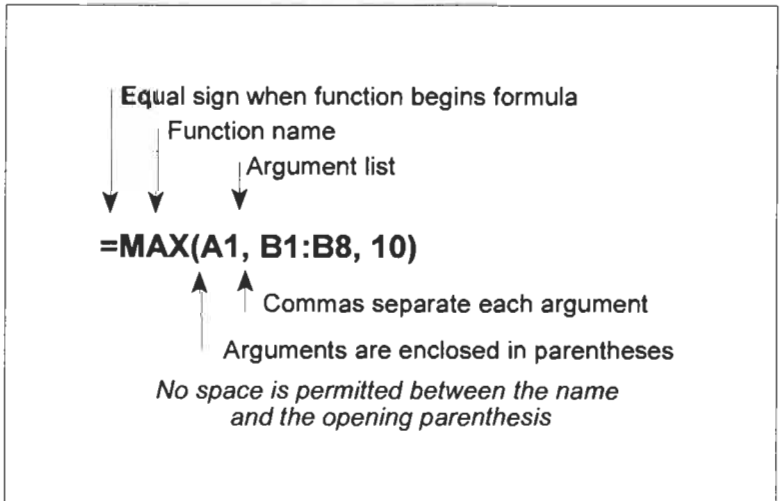 Equal sign when function begins formula
Function name
Argument list
=MAX(A1, B1:B8, 10)
Commas separate each argument
Arguments are enclosed in parentheses
No space is permitted between the name
and the opening parenthesis